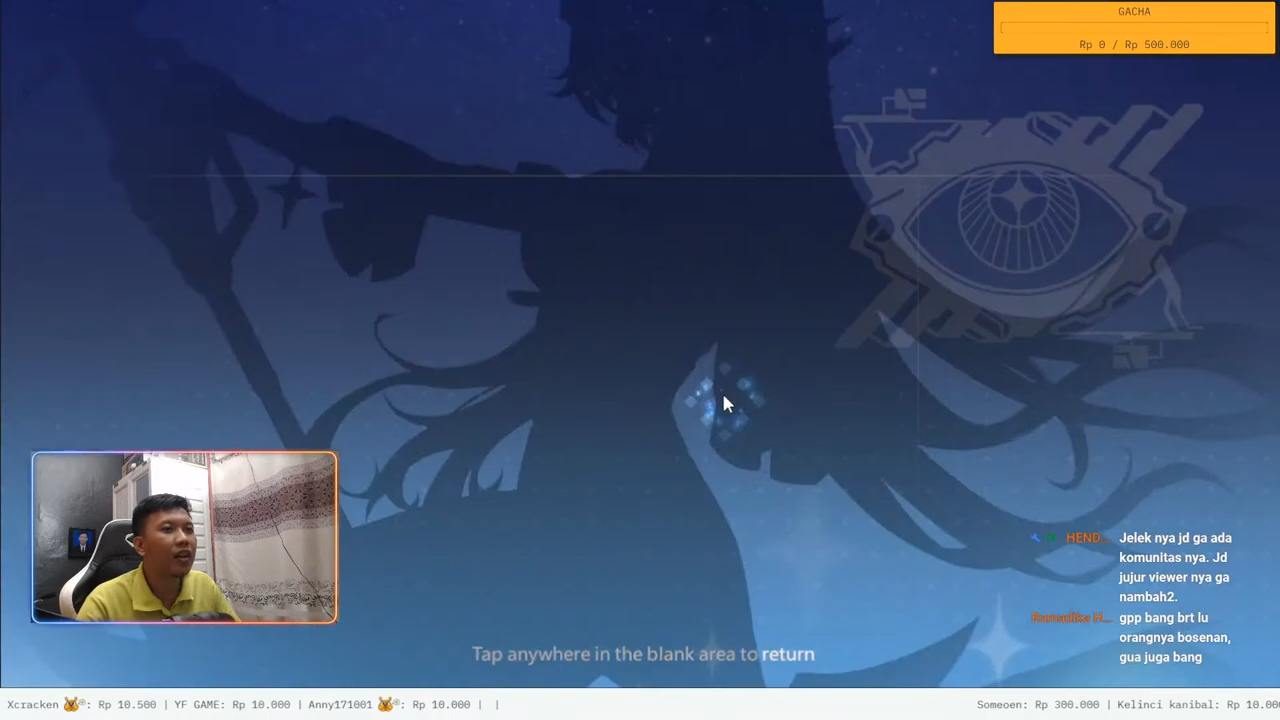 GACHA
Rp 0 / Rp 500.000
HEND... Jelek nya jd ga ada
komunitas nya. Jd
jujur viewer nya ga
nambah2.
Ramadika H... gpp bang brt lu
orangnya bosenan,
gua juga bang
Tap anywhere in the blank area to return
Xcracken : Rp 10.500 | YF GAME: Rp 10.000 | Anny171001 : Rp 10.000 | | Someoen: Rp 300.000 | Kelinci kanibal: Rp 10.00